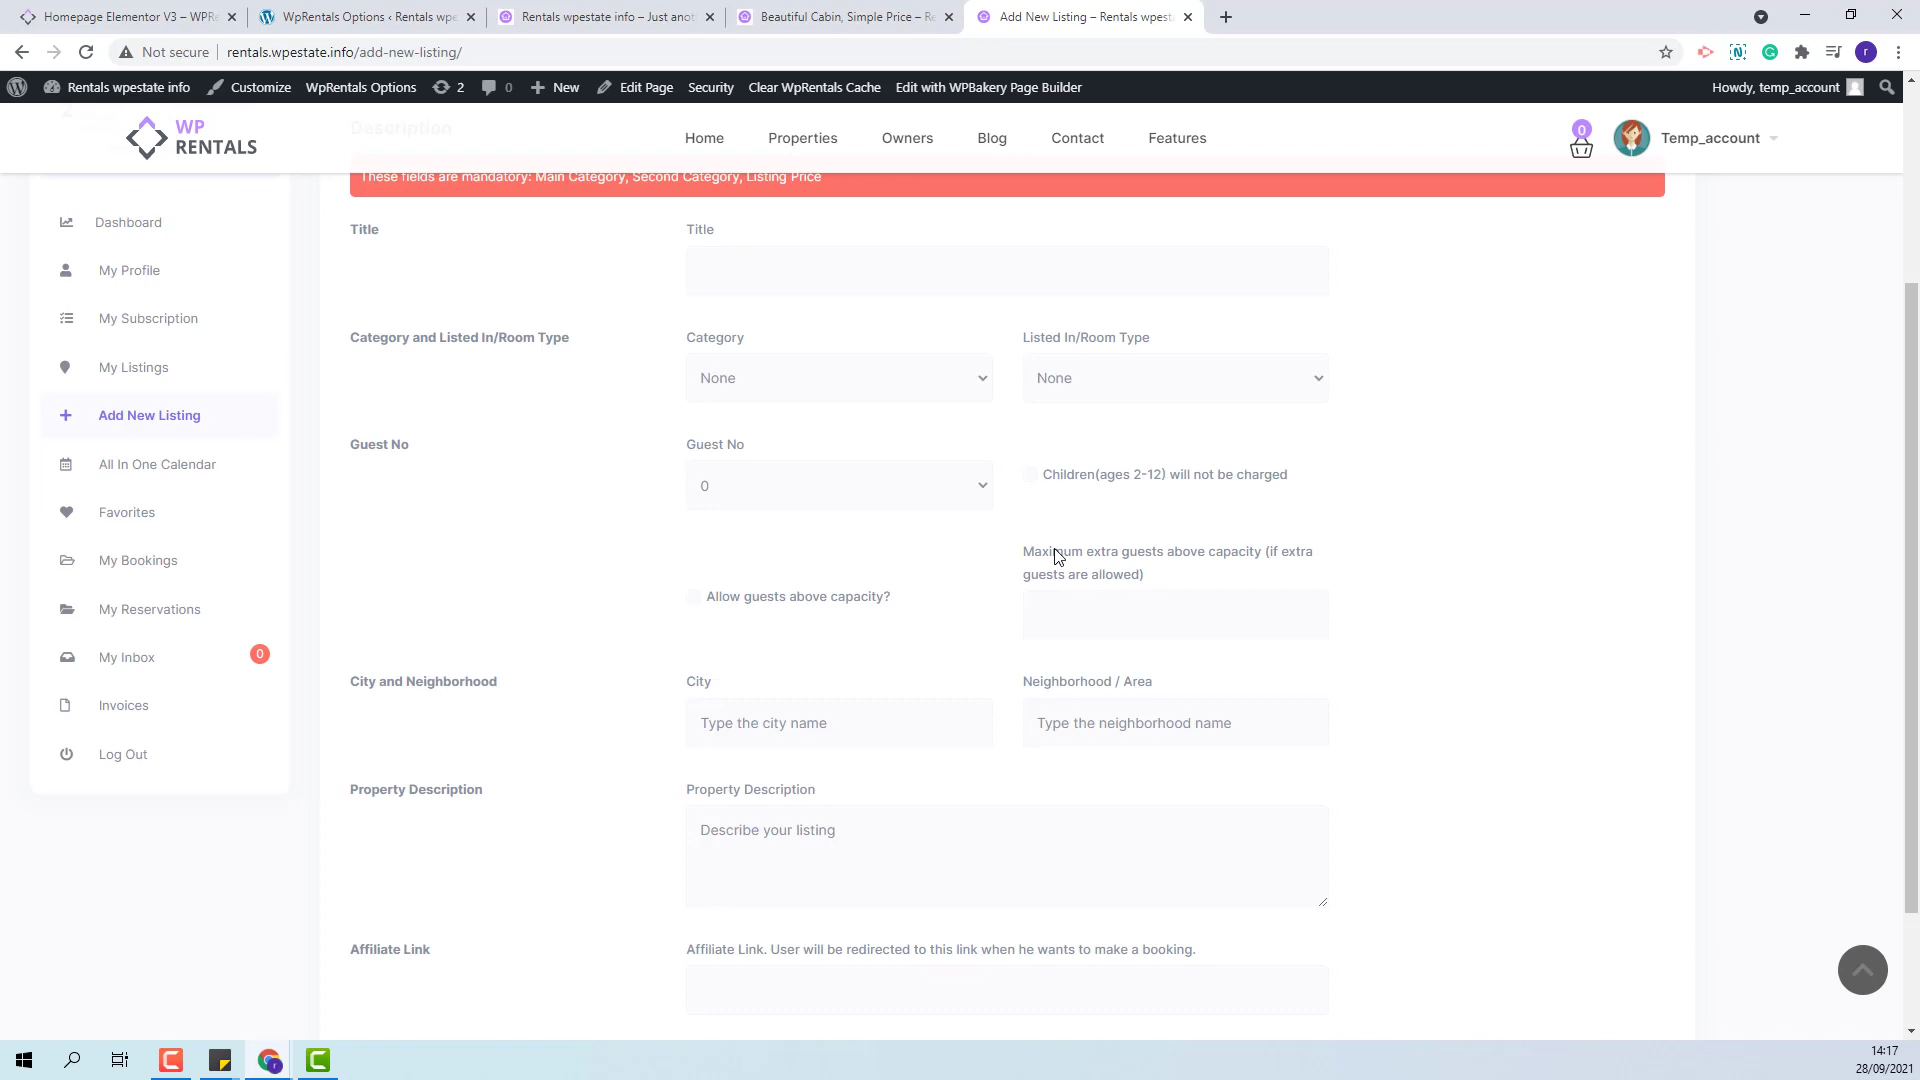 Homepage Elementor V3 – WPRe
WpRentals Options ‹ Rentals wpe
Rentals wpestate info – Just anot
Beautiful Cabin, Simple Price – Re
Add New Listing – Rentals wpest
Not secure
rentals.wpestate.info/add-new-listing/
r
Rentals wpestate info
Customize
WpRentals Options
2
0
New
Edit Page
Security
Clear WpRentals Cache
Edit with WPBakery Page Builder
Howdy, temp_account
WP
RENTALS
Description
Home
Properties
Owners
Blog
Contact
Features
0
Temp_account
These fields are mandatory: Main Category, Second Category, Listing Price
Dashboard
My Profile
My Subscription
My Listings
Add New Listing
All In One Calendar
Favorites
My Bookings
My Reservations
My Inbox
0
Invoices
Log Out
Title
Title
Category and Listed In/Room Type
Category
Listed In/Room Type
None
None
Guest No
Guest No
0
Children(ages 2-12) will not be charged
Maximum extra guests above capacity (if extra
guests are allowed)
Allow guests above capacity?
City and Neighborhood
City
Neighborhood / Area
Type the city name
Type the neighborhood name
Property Description
Property Description
Describe your listing
Affiliate Link
Affiliate Link. User will be redirected to this link when he wants to make a booking.
14:17
28/09/2021